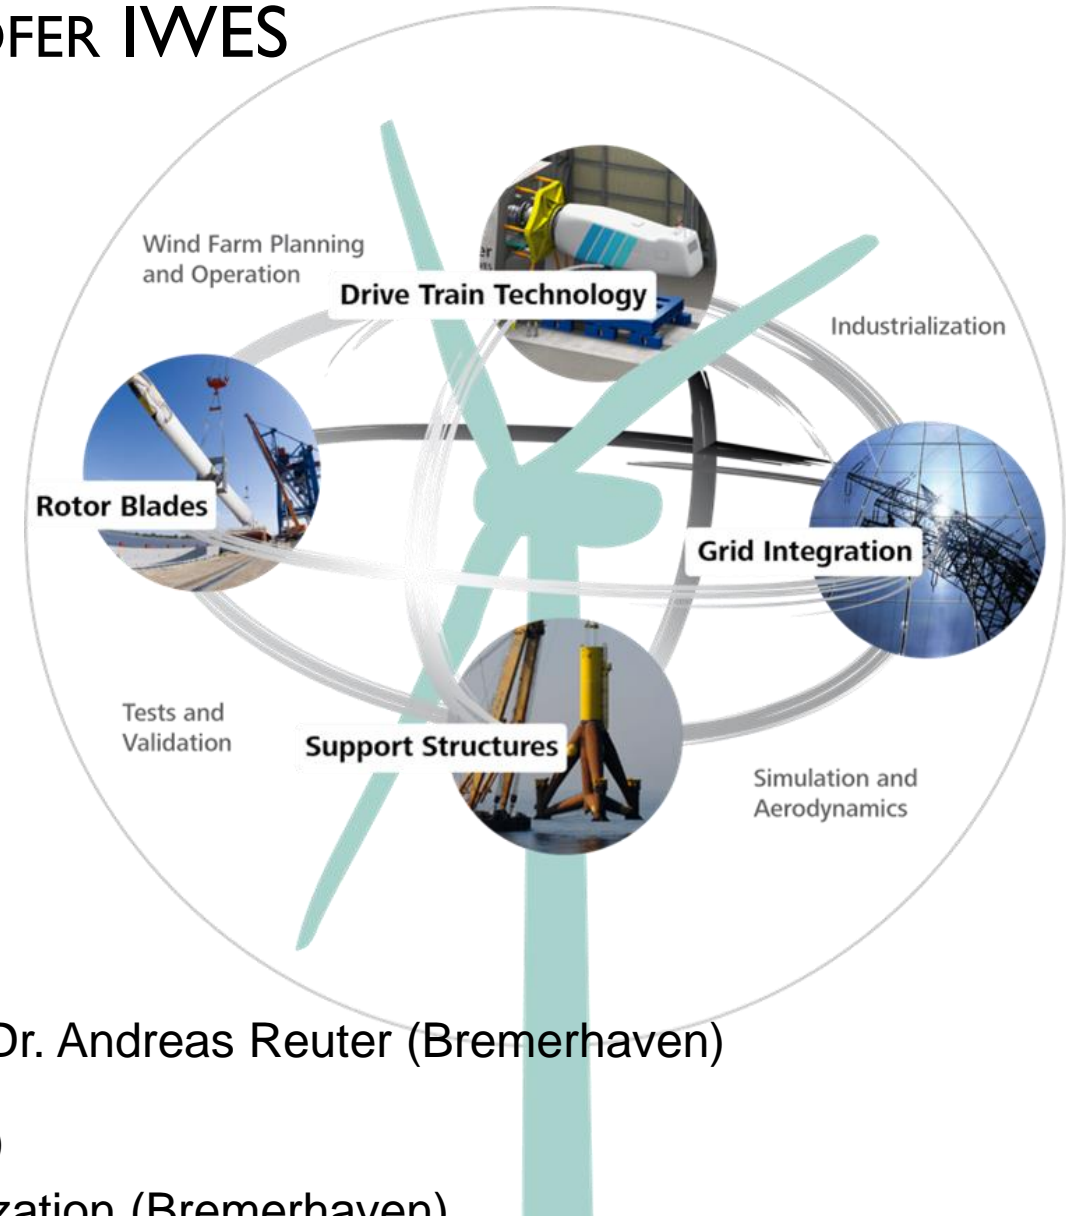 OFER IWES
Wind Farm Planning
and Operation
Drive Train Technology
Industrialization
Rotor Blades
Grid Integration
Tests and
Validation
Support Structures
Simulation and
Aerodynamics
Dr. Andreas Reuter (Bremerhaven)
)
zation (Bremerhaven)